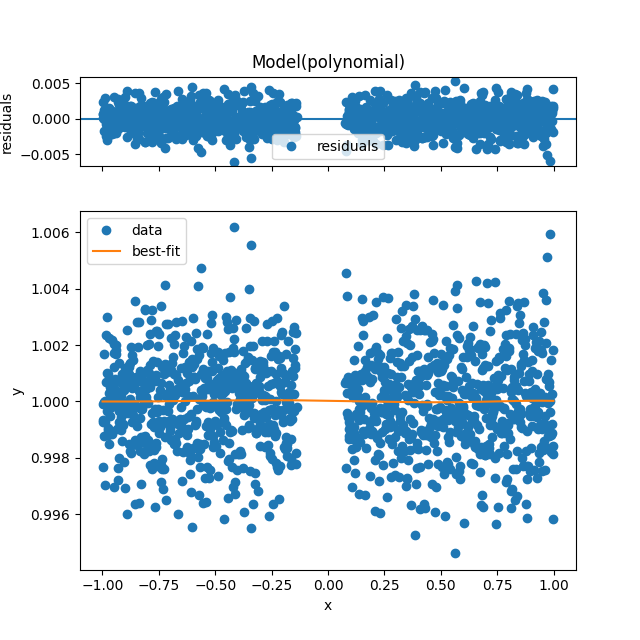 Model(polynomial)
0.005
0.000
−0.005
residuals
residuals
1.006
1.004
1.002
1.000
0.998
0.996
y
data
best-fit
−1.00
−0.75
−0.50
−0.25
0.00
0.25
0.50
0.75
1.00
x